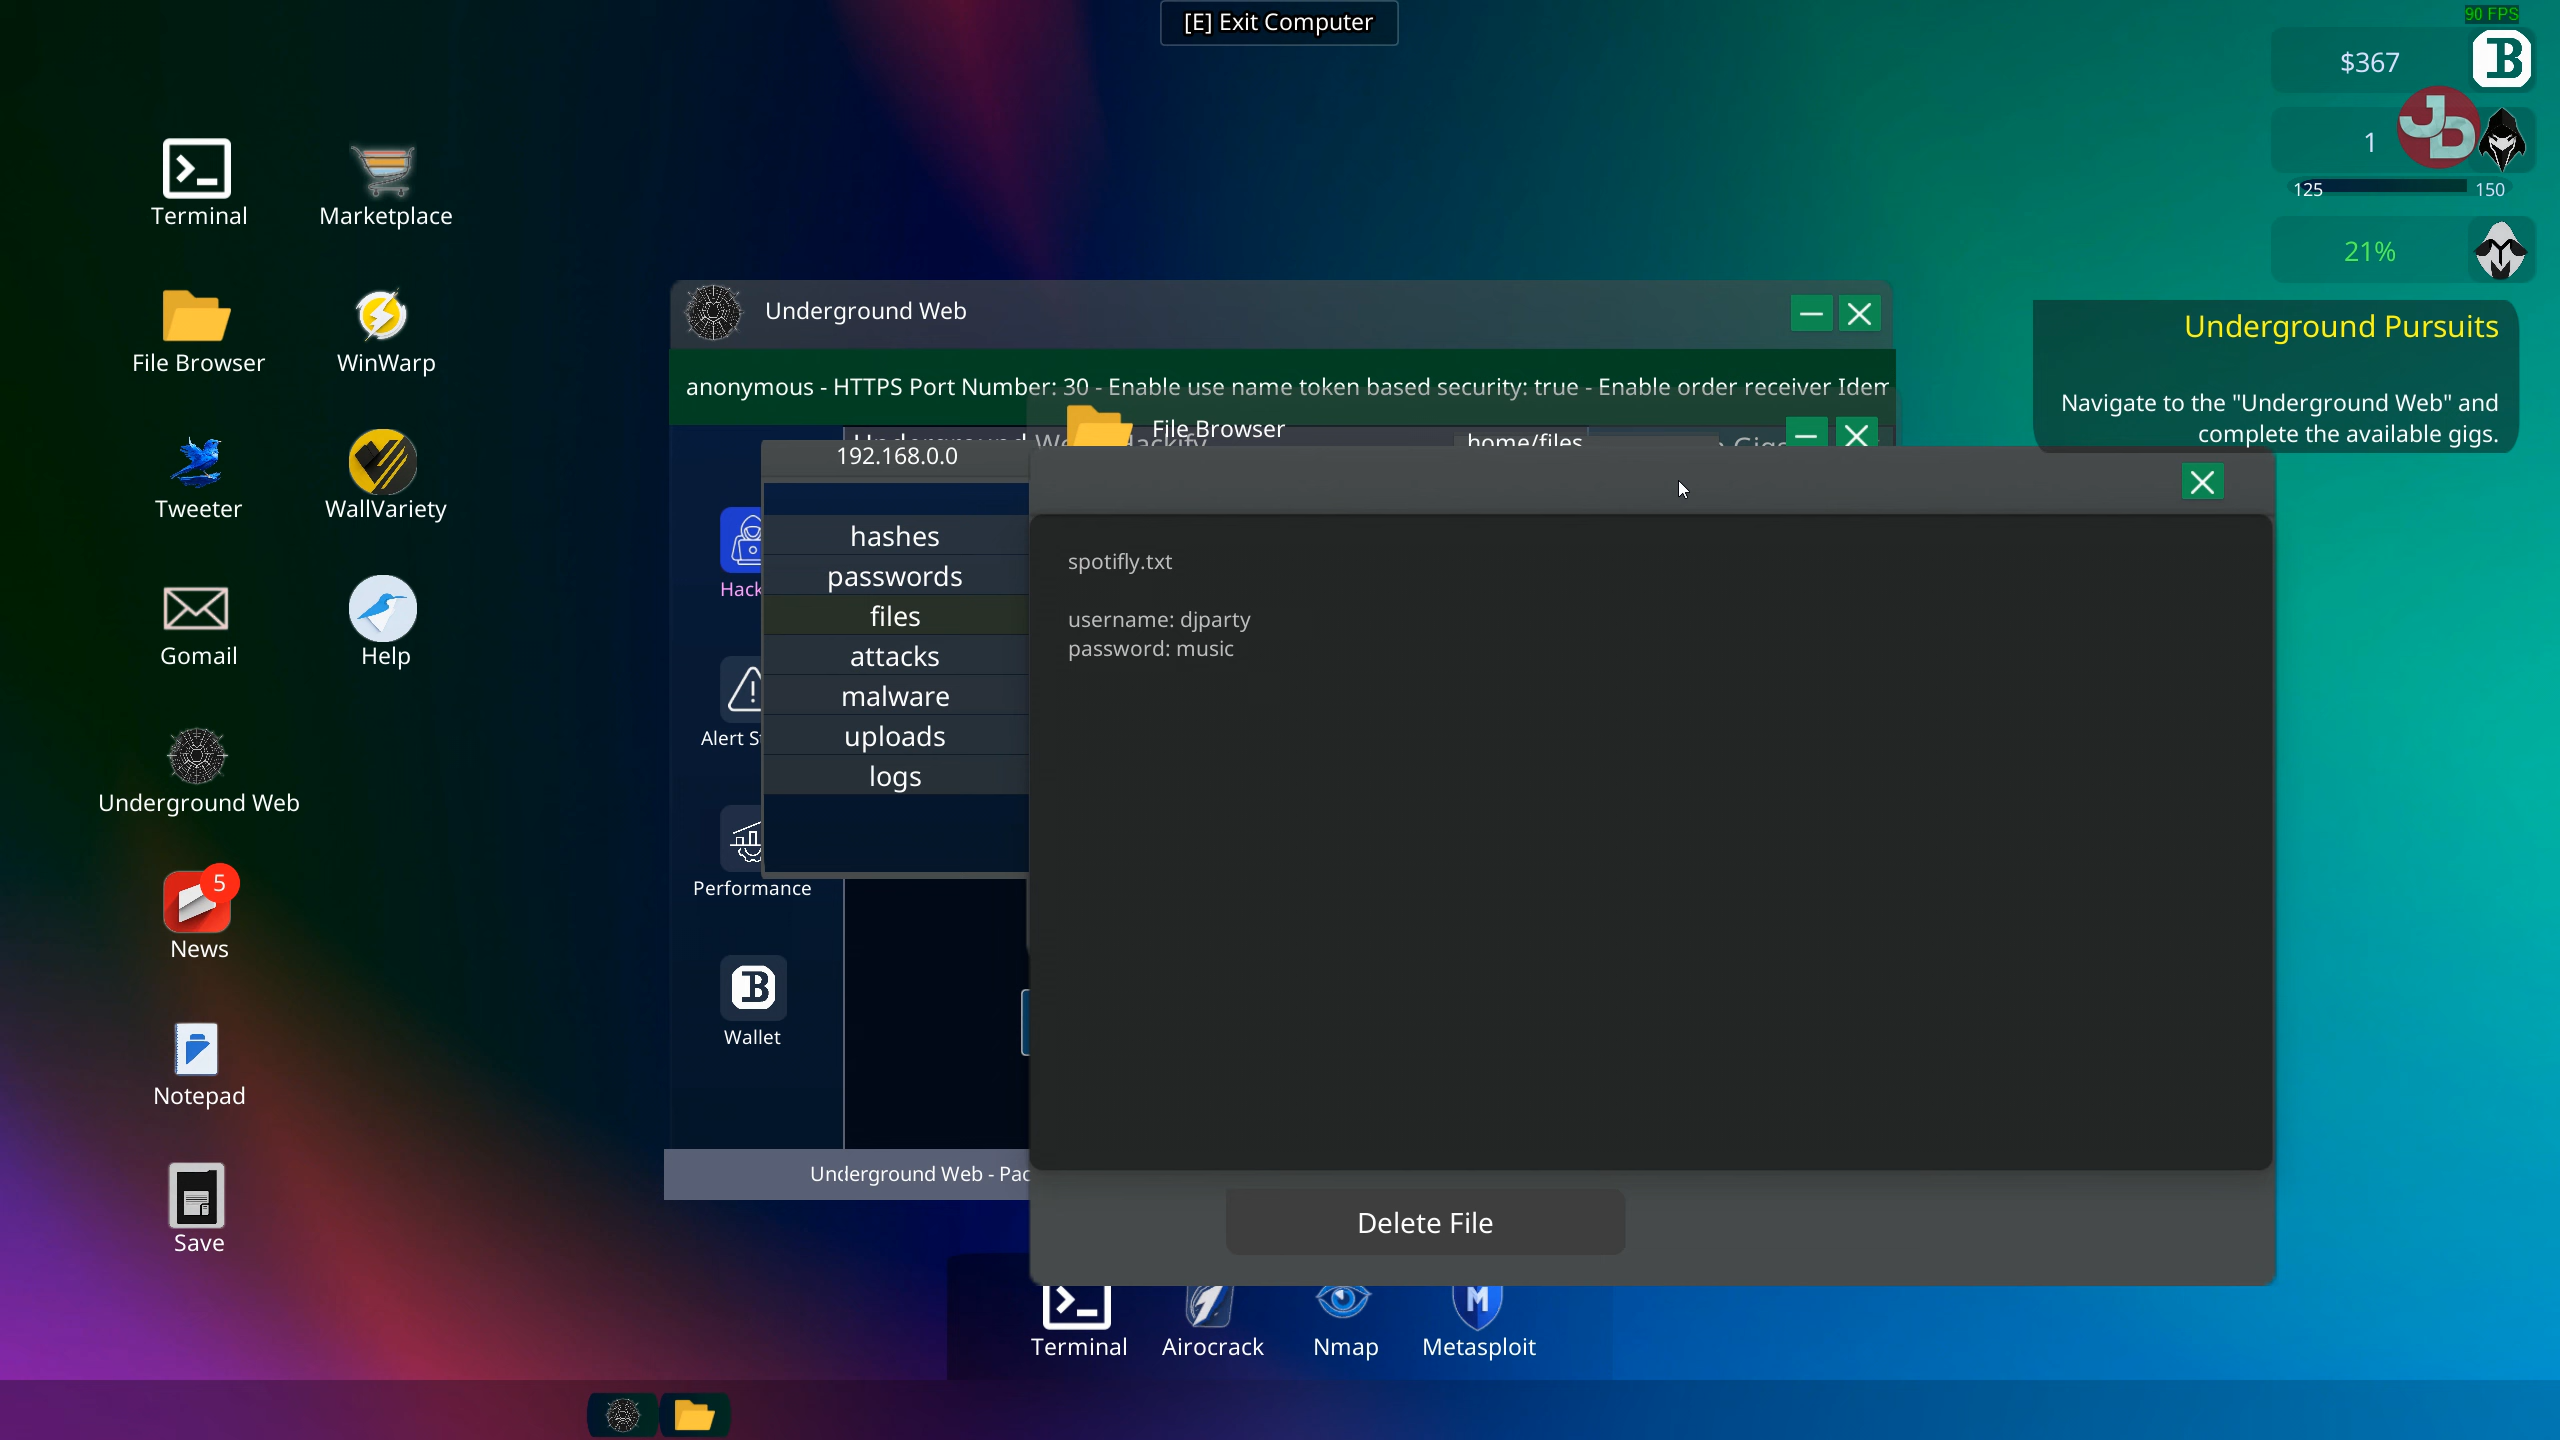 [E] Exit Computer
90 FPS
$367
1
125
150
21%
Underground Pursuits
Navigate to the "Underground Web" and
complete the available gigs.
Terminal
Marketplace
File Browser
WinWarp
Tweeter
WallVariety
Gomail
Help
Underground Web
5
News
Notepad
Save
Underground Web
anonymous - HTTPS Port Number: 30 - Enable use name token based security: true - Enable order receiver Idem
File Browser
home/files
192.168.0.0
hashes
passwords
files
attacks
malware
uploads
logs
Hack
Alert S
Performance
Wallet
Underground Web - Pac
spotifly.txt
username: djparty
password: music
Delete File
Terminal
Airocrack
Nmap
Metasploit